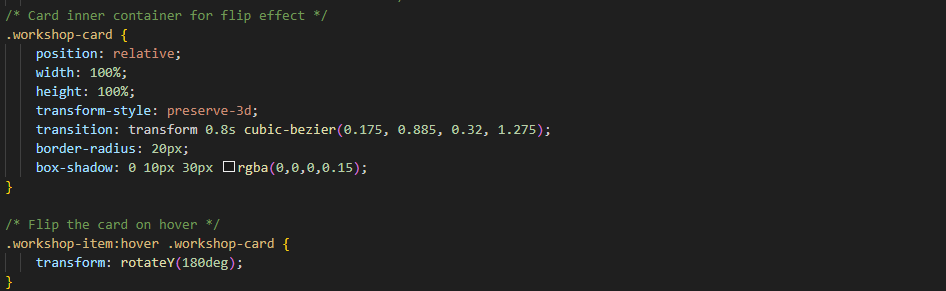 /* Card inner container for flip effect */
.workshop-card {
position: relative;
width: 100%;
height: 100%;
transform-style: preserve-3d;
transition: transform 0.8s cubic-bezier(0.175, 0.885, 0.32, 1.275);
border-radius: 20px;
box-shadow: 0 10px 30px rgba(0,0,0,0.15);
}
/* Flip the card on hover */
.workshop-item:hover .workshop-card {
transform: rotateY(180deg);
}